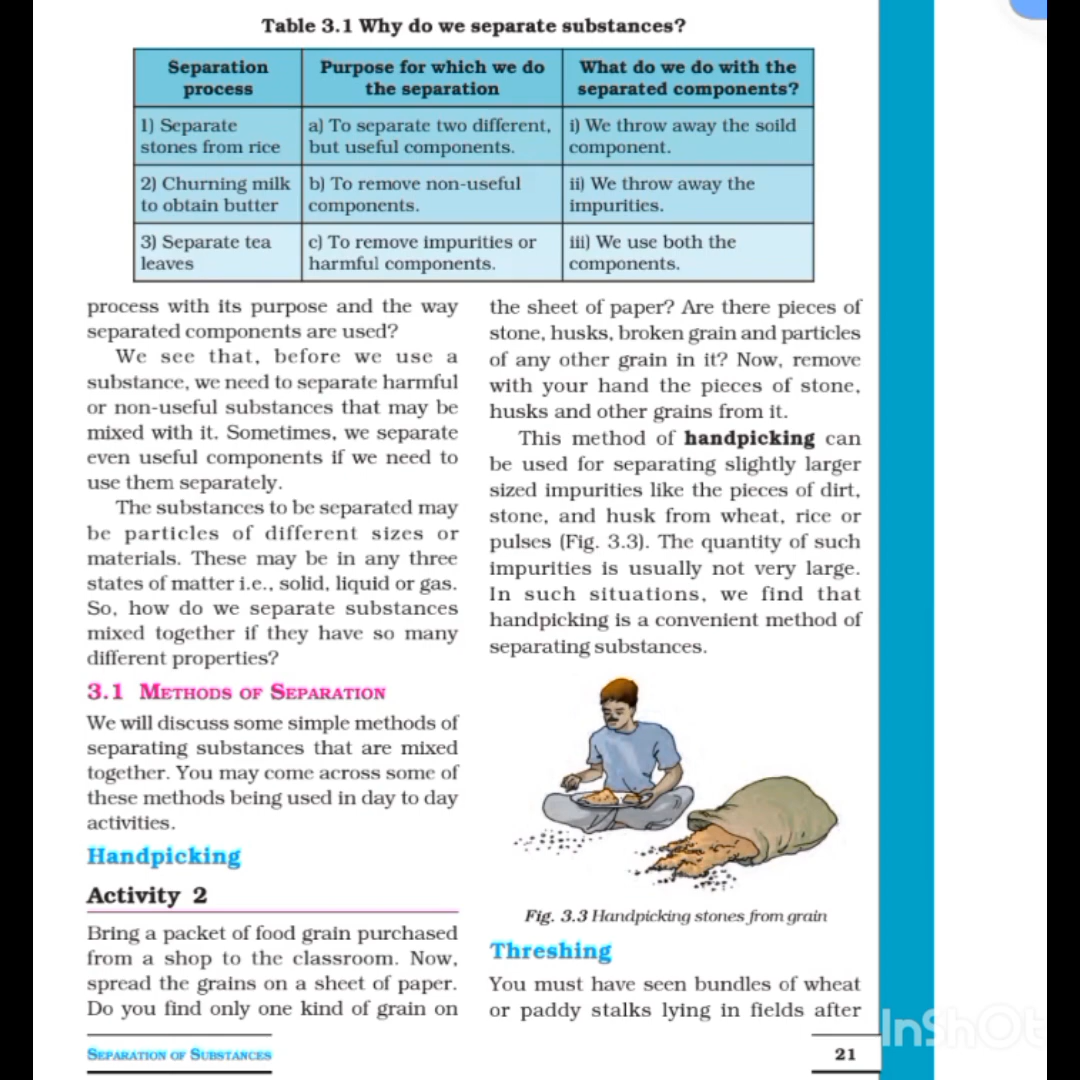 Table 3.1 Why do we separate substances?
Separation process
Purpose for which we do the separation
What do we do with the separated components?
1) Separate stones from rice
a) To separate two different, but useful components.
i) We throw away the soild component.
2) Churning milk to obtain butter
b) To remove non-useful components.
ii) We throw away the impurities.
3) Separate tea leaves
c) To remove impurities or harmful components.
iii) We use both the components.
process with its purpose and the way
separated components are used?
We see that, before we use a
substance, we need to separate harmful
or non-useful substances that may be
mixed with it. Sometimes, we separate
even useful components if we need to
use them separately.
The substances to be separated may
be particles of different sizes or
materials. These may be in any three
states of matter i.e., solid, liquid or gas.
So, how do we separate substances
mixed together if they have so many
different properties?
3.1 METHODS OF SEPARATION
We will discuss some simple methods of
separating substances that are mixed
together. You may come across some of
these methods being used in day to day
activities.
Handpicking
Activity 2
Bring a packet of food grain purchased
from a shop to the classroom. Now,
spread the grains on a sheet of paper.
Do you find only one kind of grain on
the sheet of paper? Are there pieces of
stone, husks, broken grain and particles
of any other grain in it? Now, remove
with your hand the pieces of stone,
husks and other grains from it.
This method of handpicking can
be used for separating slightly larger
sized impurities like the pieces of dirt,
stone, and husk from wheat, rice or
pulses (Fig. 3.3). The quantity of such
impurities is usually not very large.
In such situations, we find that
handpicking is a convenient method of
separating substances.
Fig. 3.3 Handpicking stones from grain
Threshing
You must have seen bundles of wheat
or paddy stalks lying in fields after
SEPARATION OF SUBSTANCES
21
InShOt